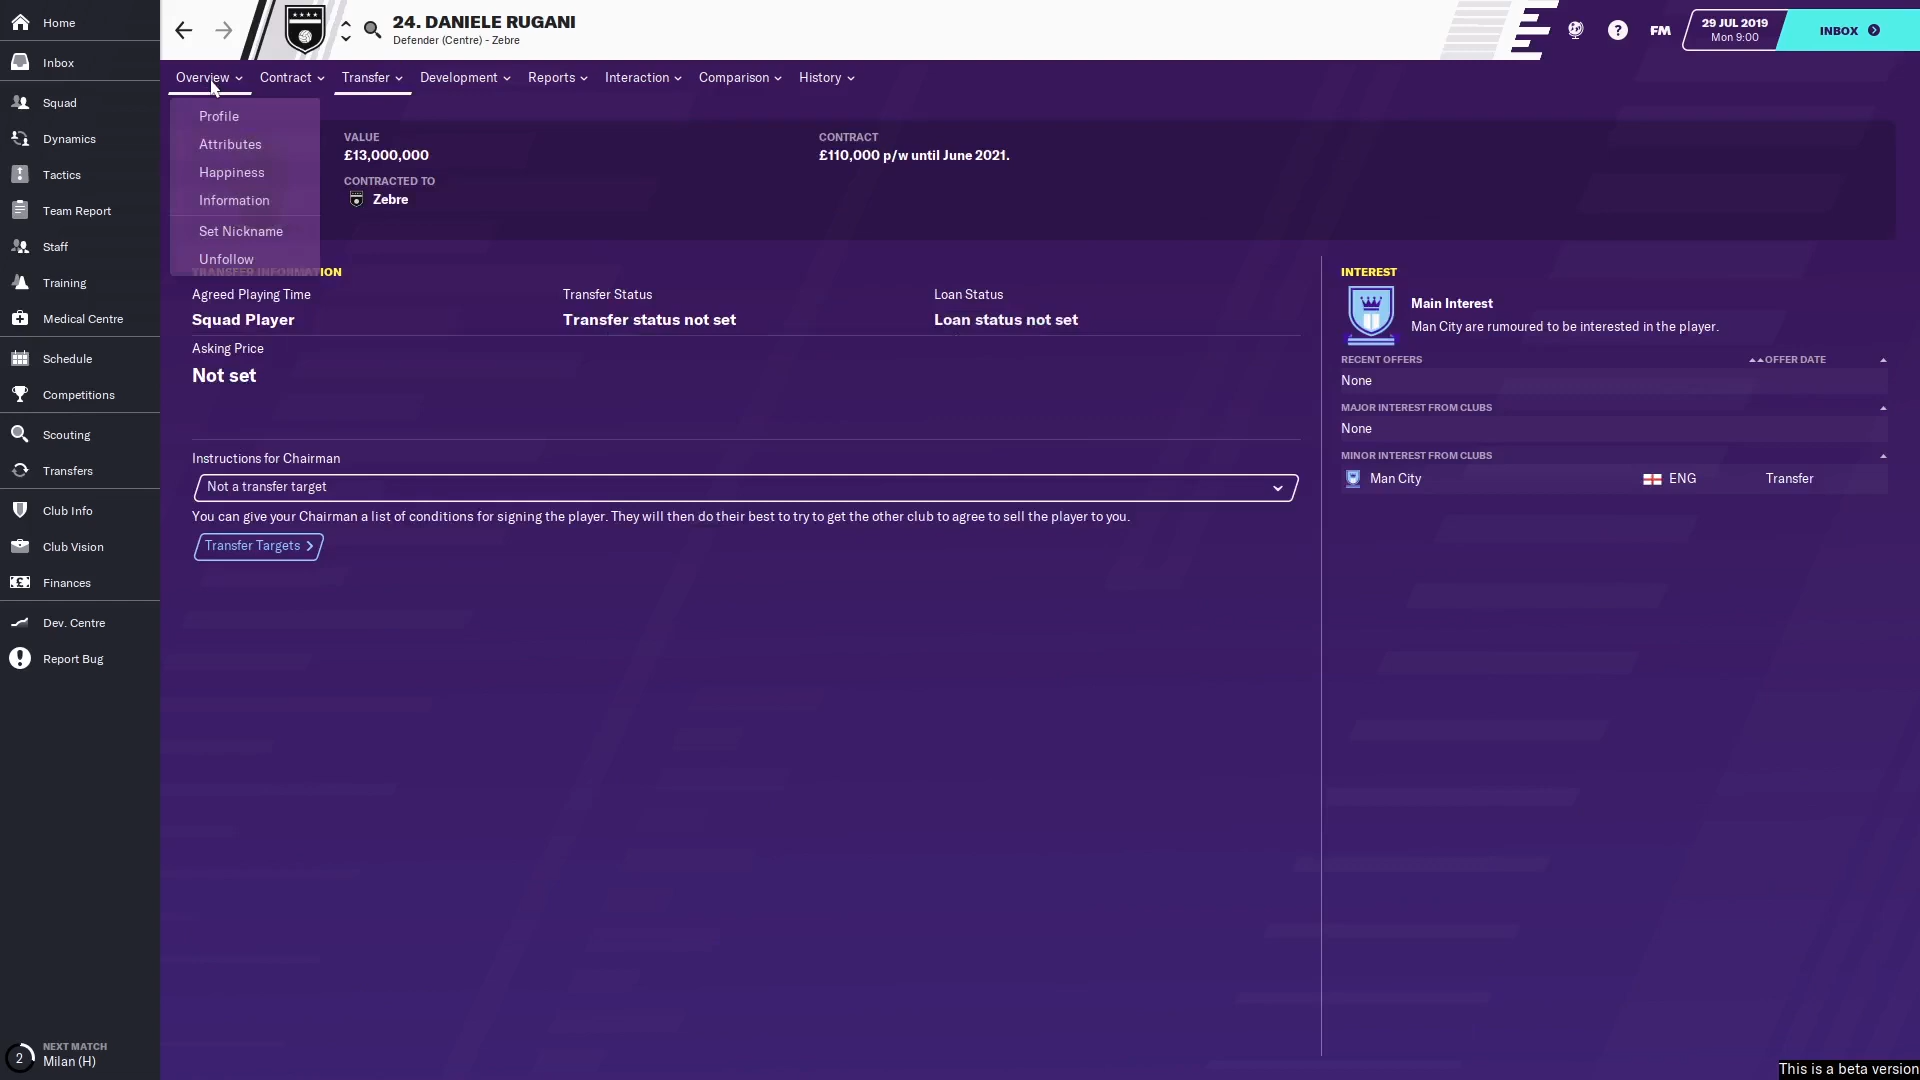 Home
Inbox
Squad
Dynamics
Tactics
Team Report
Staff
Training
Medical Centre
Schedule
Competitions
Scouting
Transfers
Club Info
Club Vision
Finances
Dev. Centre
Report Bug
2
NEXT MATCH
Milan (H)
24. DANIELE RUGANI
Defender (Centre) - Zebre
?
FM
29 JUL 2019
Mon 9:00
INBOX
Overview
Contract
Transfer
Development
Reports
Interaction
Comparison
History
Profile
Attributes
Happiness
Information
Set Nickname
Unfollow
VALUE
£13,000,000
CONTRACTED TO
Zebre
CONTRACT
£110,000 p/w until June 2021.
TRANSFER INFORMATION
Agreed Playing Time
Squad Player
Transfer Status
Transfer status not set
Loan Status
Loan status not set
Asking Price
Not set
Instructions for Chairman
Not a transfer target
You can give your Chairman a list of conditions for signing the player. They will then do their best to try to get the other club to agree to sell the player to you.
Transfer Targets
INTEREST
Main Interest
Man City are rumoured to be interested in the player.
RECENT OFFERS
OFFER DATE
None
MAJOR INTEREST FROM CLUBS
None
MINOR INTEREST FROM CLUBS
Man City
ENG
Transfer
This is a beta version